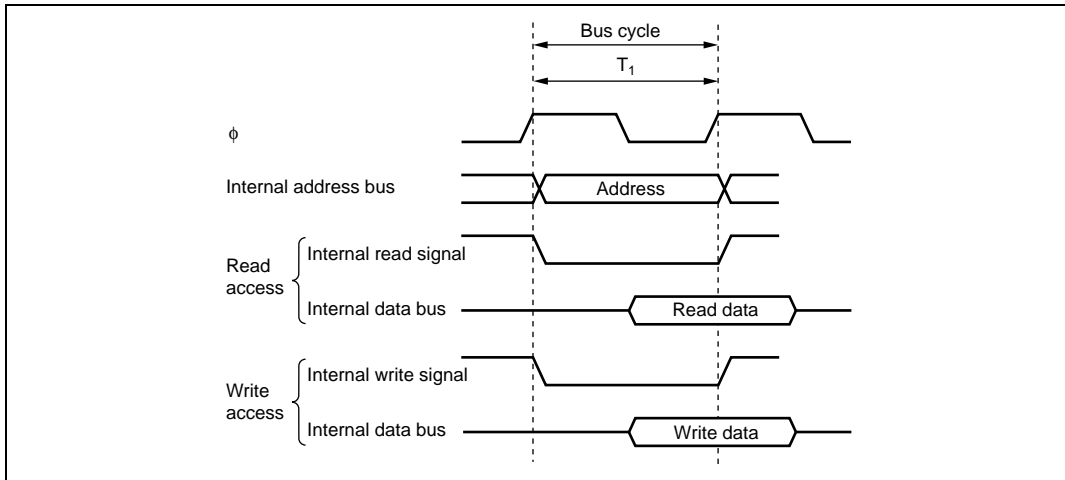 Bus cycle
T₁
ϕ
Internal address bus
Address
Read access
Internal read signal
Internal data bus
Read data
Write access
Internal write signal
Internal data bus
Write data